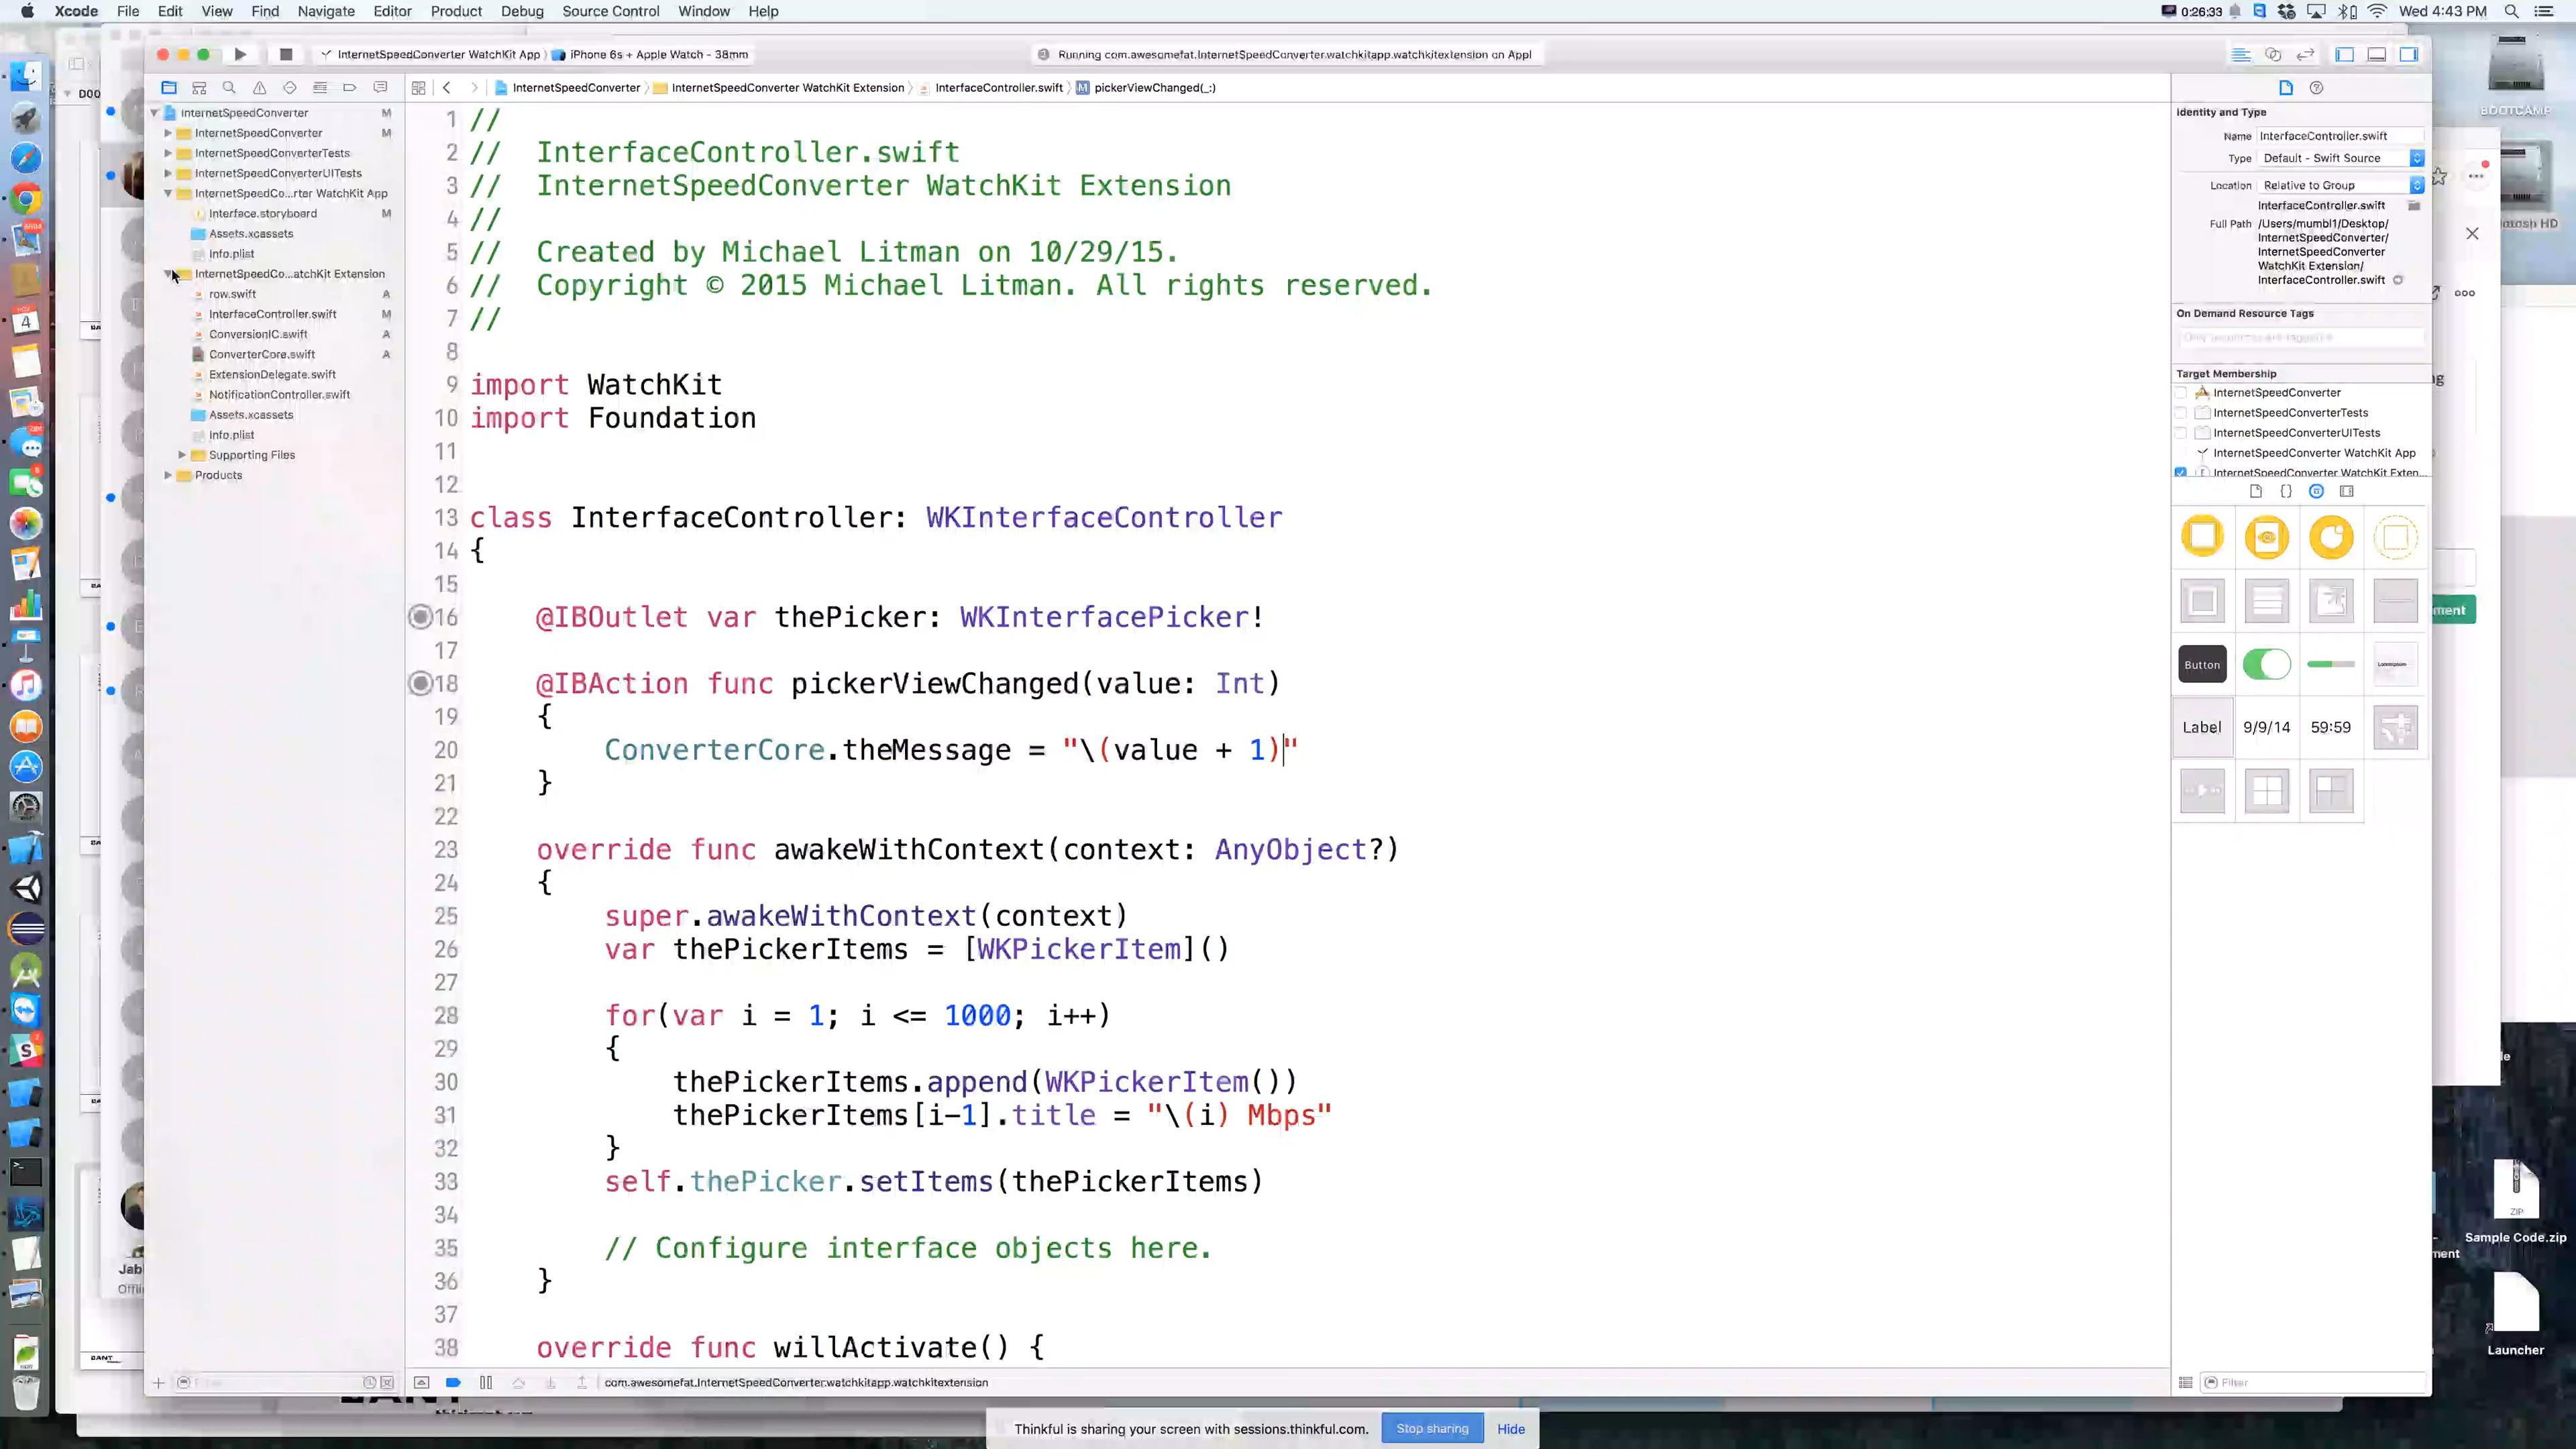 Xcode File Edit View Find Navigate Editor Product Debug Source Control Window Help
0:26:33 Wed 4:43 PM
InternetSpeedConverter WatchKit App iPhone 6s + Apple Watch - 38mm
Running com.awesomefat.InternetSpeedConverter.watchkitapp.watchkitextension on Appl
InternetSpeedConverter InternetSpeedConverter WatchKit Extension InterfaceController.swift M pickerViewChanged(_:)
InternetSpeedConverter M
InternetSpeedConverter M
InternetSpeedConverterTests
InternetSpeedConverterUITests
InternetSpeedCo...rter WatchKit App
Interface.storyboard M
Assets.xcassets
Info.plist
InternetSpeedCo...atchKit Extension
row.swift A
InterfaceController.swift M
ConversionIC.swift A
ConverterCore.swift A
ExtensionDelegate.swift
NotificationController.swift
Assets.xcassets
Info.plist
Supporting Files
Products
1 //
2 // InterfaceController.swift
3 // InternetSpeedConverter WatchKit Extension
4 //
5 // Created by Michael Litman on 10/29/15.
6 // Copyright © 2015 Michael Litman. All rights reserved.
7 //
8
9 import WatchKit
10 import Foundation
11
12
13 class InterfaceController: WKInterfaceController
14 {
15
16 @IBOutlet var thePicker: WKInterfacePicker!
17
18 @IBAction func pickerViewChanged(value: Int)
19 {
20 ConverterCore.theMessage = "\(value + 1)"
21 }
22
23 override func awakeWithContext(context: AnyObject?)
24 {
25 super.awakeWithContext(context)
26 var thePickerItems = [WKPickerItem]()
27
28 for(var i = 1; i <= 1000; i++)
29 {
30 thePickerItems.append(WKPickerItem())
31 thePickerItems[i-1].title = "\(i) Mbps"
32 }
33 self.thePicker.setItems(thePickerItems)
34
35 // Configure interface objects here.
36 }
37
38 override func willActivate() {
com.awesomefat.InternetSpeedConverter.watchkitapp.watchkitextension
Identity and Type
Name InterfaceController.swift
Type Default - Swift Source
Location Relative to Group
InterfaceController.swift
Full Path /Users/mumbl1/Desktop/
InternetSpeedConverter/
InternetSpeedConverter
WatchKit Extension/
InterfaceController.swift
On Demand Resource Tags
Target Membership
InternetSpeedConverter
InternetSpeedConverterTests
InternetSpeedConverterUITests
InternetSpeedConverter WatchKit App
InternetSpeedConverter WatchKit Exten...
Button
Label 9/9/14 59:59
Filter
BOOTCAMP
ment
ZIP
Sample Code.zip
ment
Launcher
Jabl
Thinkful is sharing your screen with sessions.thinkful.com. Stop sharing Hide